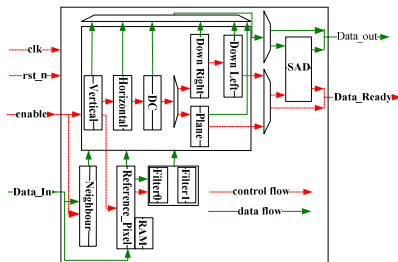 clk
rst_n
enable
Data_In
Vertical
Horizontal
DC
Down Right
Down Left
Plane
SAD
Data_out
Data_Ready
Neighbour
Reference_Pixel
RAM
Filter0
Filter1
control flow
data flow